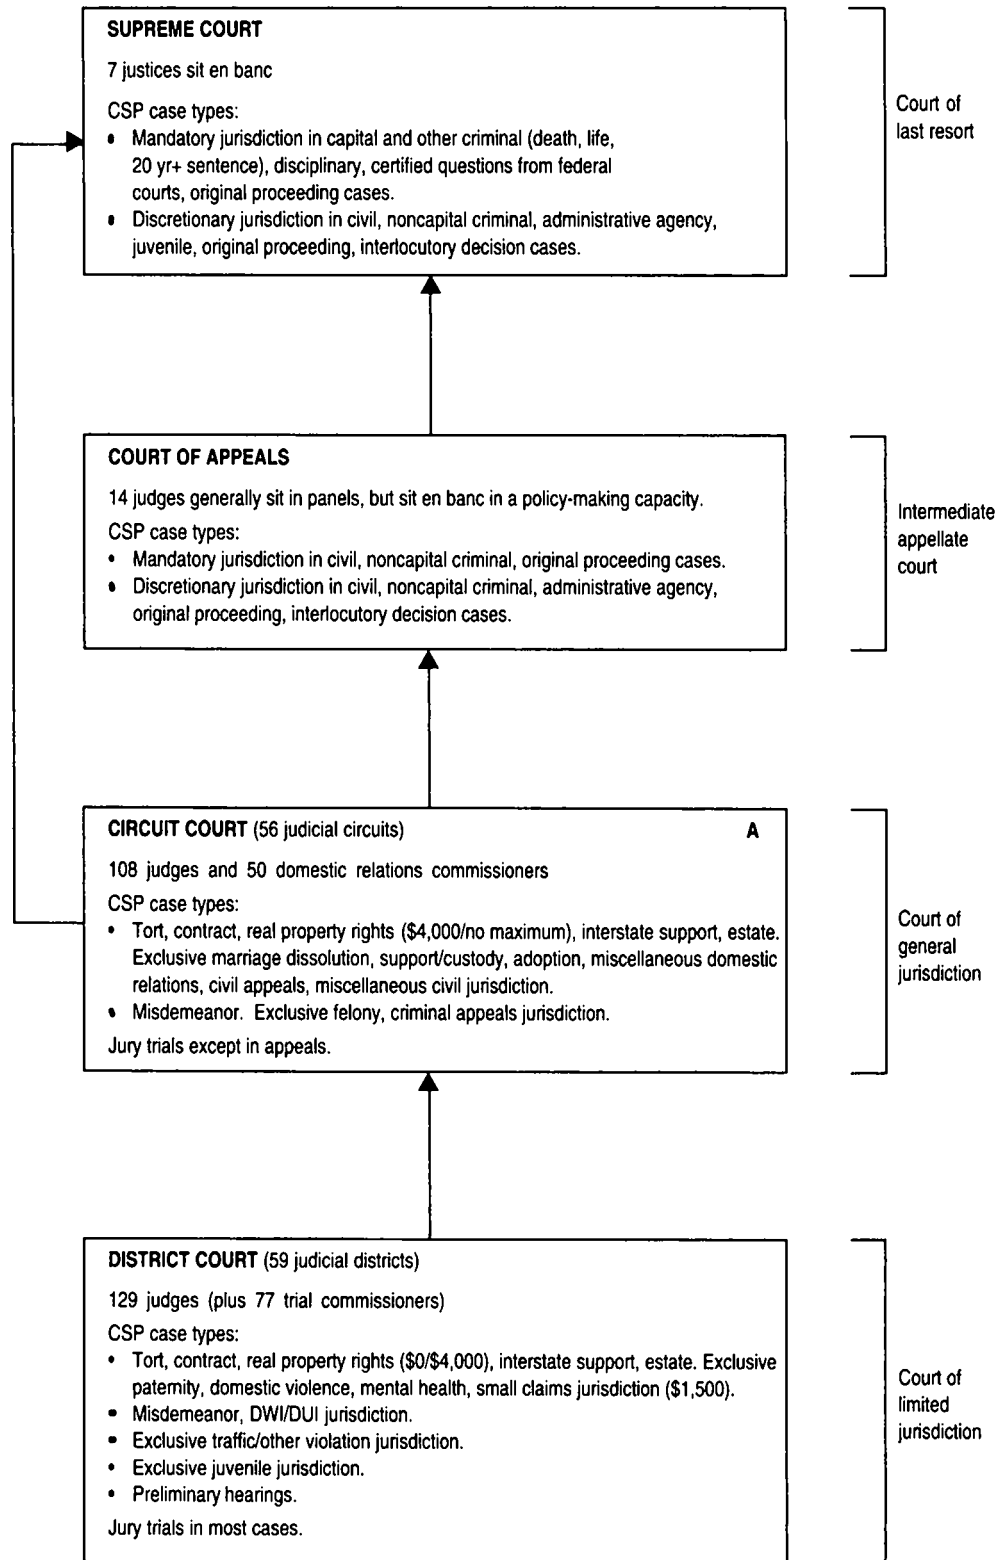 SUPREME COURT
7 justices sit en banc
CSP case types:
• Mandatory jurisdiction in capital and other criminal (death, life,
20 yr+ sentence), disciplinary, certified questions from federal
courts, original proceeding cases.
• Discretionary jurisdiction in civil, noncapital criminal, administrative agency,
juvenile, original proceeding, interlocutory decision cases.
Court of
last resort
COURT OF APPEALS
14 judges generally sit in panels, but sit en banc in a policy-making capacity.
CSP case types:
• Mandatory jurisdiction in civil, noncapital criminal, original proceeding cases.
• Discretionary jurisdiction in civil, noncapital criminal, administrative agency,
original proceeding, interlocutory decision cases.
Intermediate
appellate
court
CIRCUIT COURT (56 judicial circuits) A
108 judges and 50 domestic relations commissioners
CSP case types:
• Tort, contract, real property rights ($4,000/no maximum), interstate support, estate.
Exclusive marriage dissolution, support/custody, adoption, miscellaneous domestic
relations, civil appeals, miscellaneous civil jurisdiction.
• Misdemeanor. Exclusive felony, criminal appeals jurisdiction.
Jury trials except in appeals.
Court of
general
jurisdiction
DISTRICT COURT (59 judicial districts)
129 judges (plus 77 trial commissioners)
CSP case types:
• Tort, contract, real property rights ($0/$4,000), interstate support, estate. Exclusive
paternity, domestic violence, mental health, small claims jurisdiction ($1,500).
• Misdemeanor, DWI/DUI jurisdiction.
• Exclusive traffic/other violation jurisdiction.
• Exclusive juvenile jurisdiction.
• Preliminary hearings.
Jury trials in most cases.
Court of
limited
jurisdiction